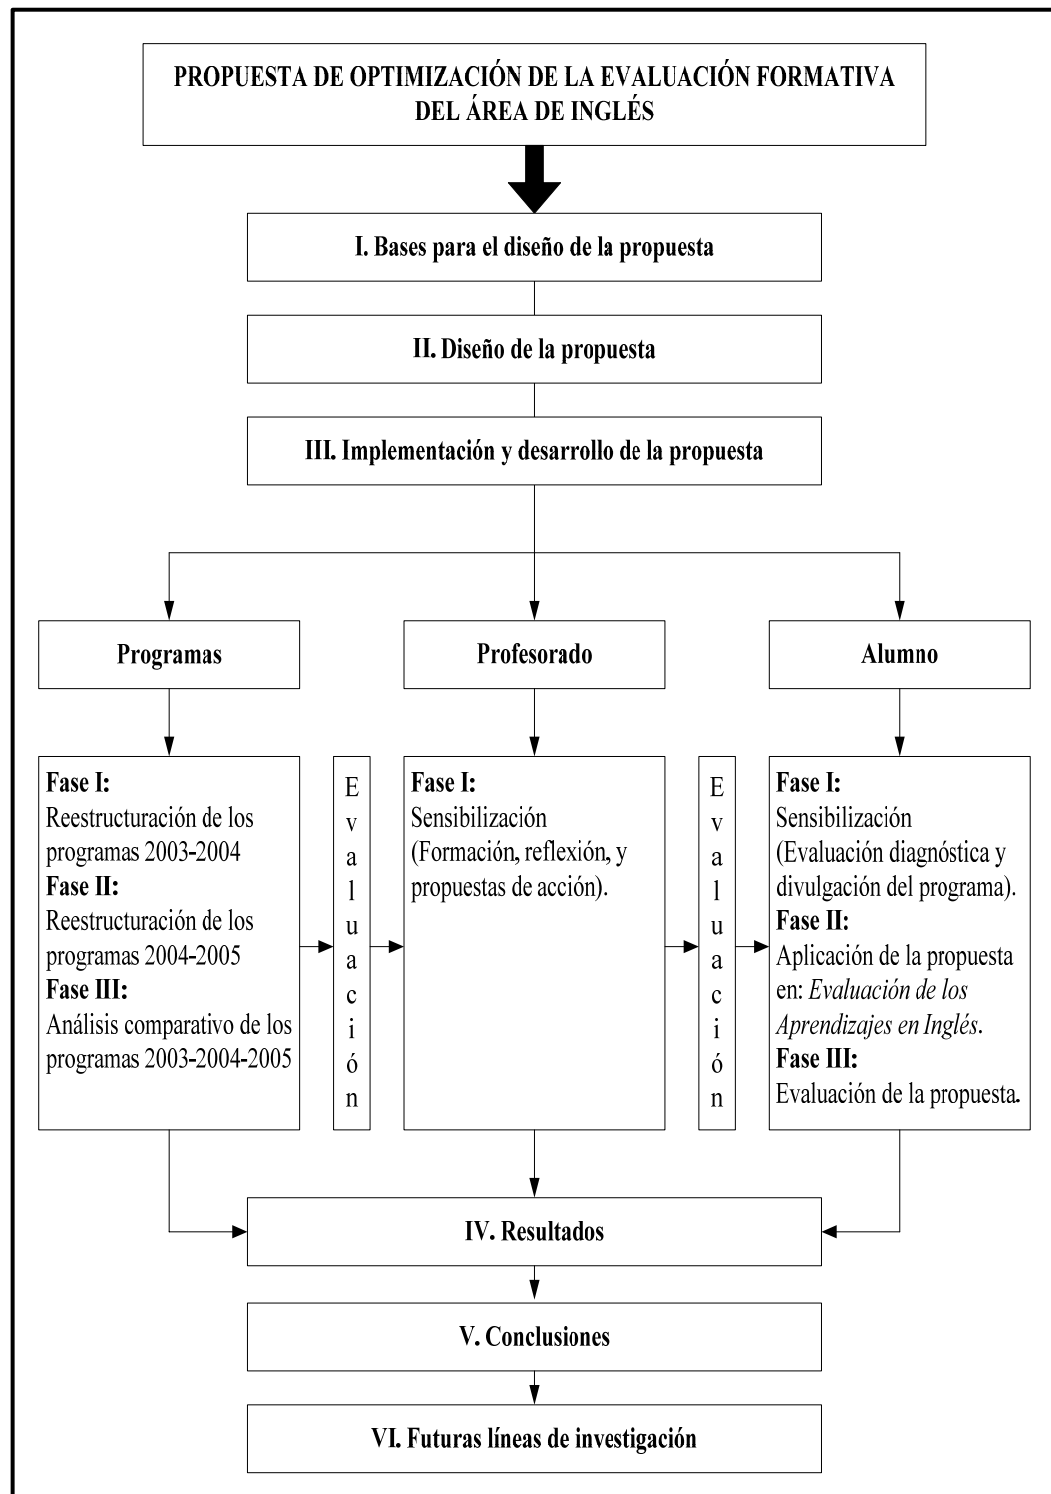 PROPUESTA DE OPTIMIZACIÓN DE LA EVALUACIÓN FORMATIVA
DEL ÁREA DE INGLÉS
I. Bases para el diseño de la propuesta
II. Diseño de la propuesta
III. Implementación y desarrollo de la propuesta
Programas
Profesorado
Alumno
Fase I:
Reestructuración de los
programas 2003-2004
Fase II:
Reestructuración de los
programas 2004-2005
Fase III:
Análisis comparativo de los
programas 2003-2004-2005
Evaluación
Fase I:
Sensibilización
(Formación, reflexión, y
propuestas de acción).
Evaluación
Fase I:
Sensibilización
(Evaluación diagnóstica y
divulgación del programa).
Fase II:
Aplicación de la propuesta
en: Evaluación de los
Aprendizajes en Inglés.
Fase III:
Evaluación de la propuesta.
IV. Resultados
V. Conclusiones
VI. Futuras líneas de investigación